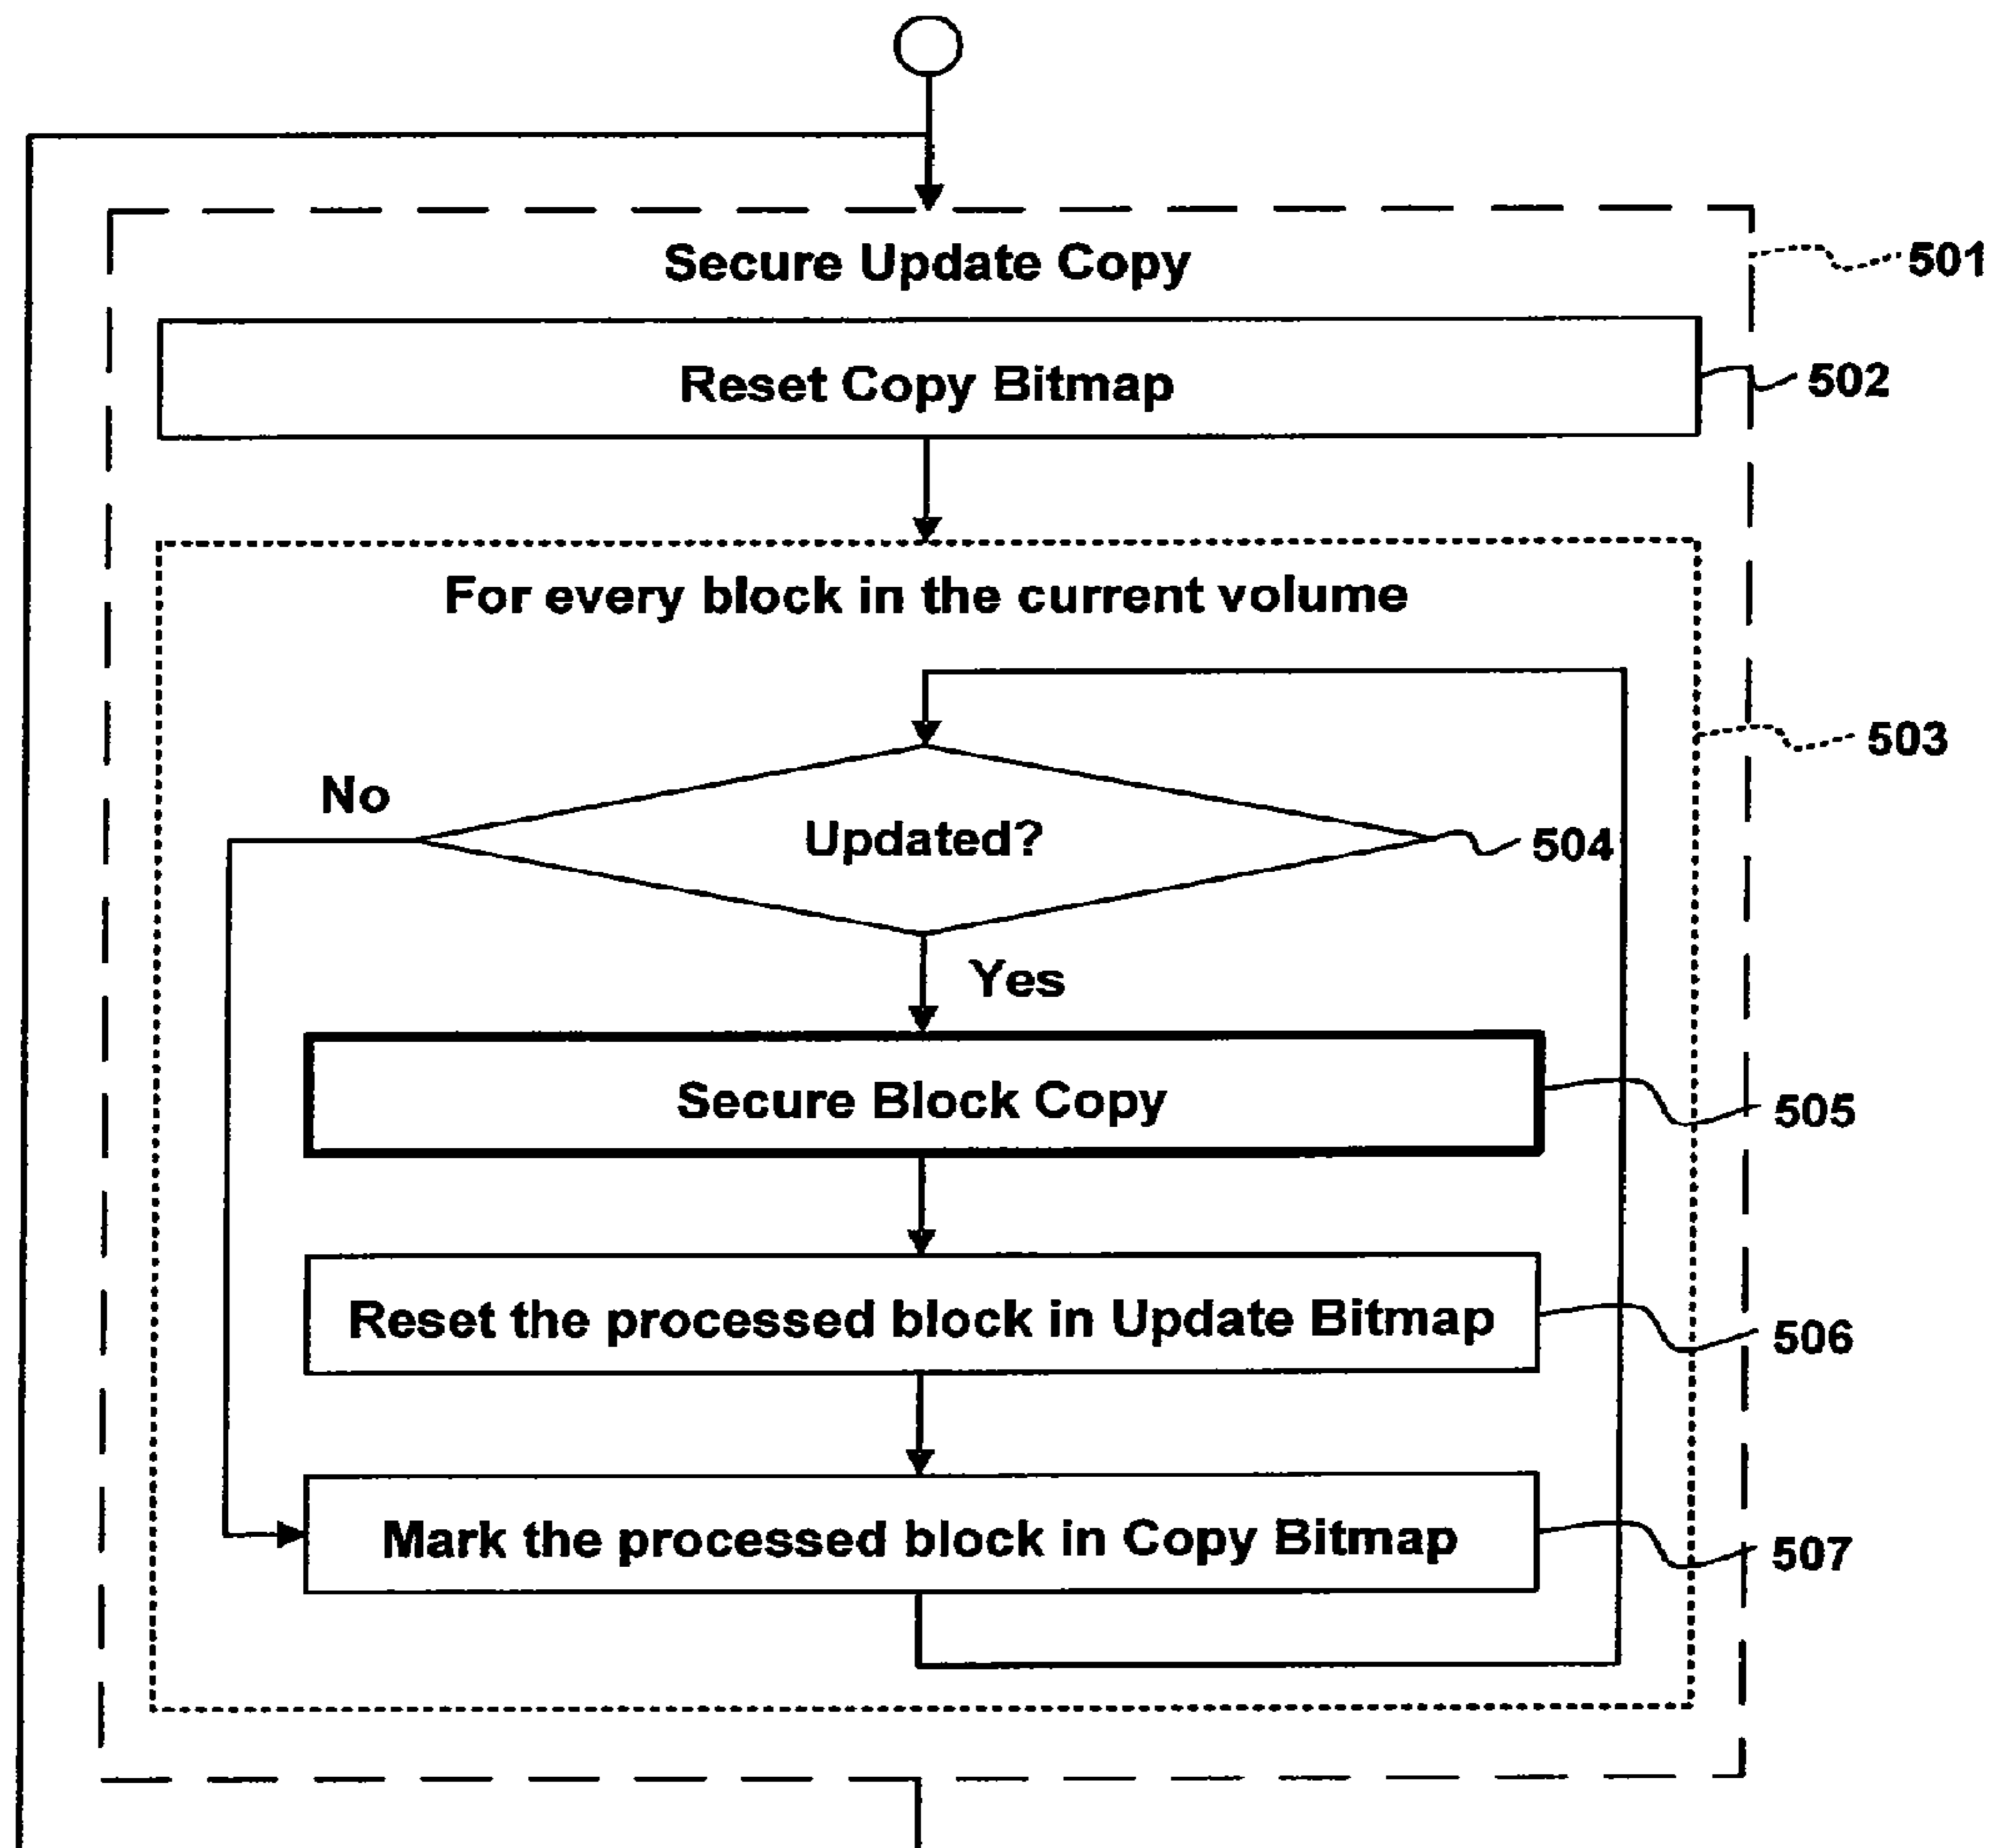 Secure Update Copy
501
Reset Copy Bitmap
502
For every block in the current volume
503
No
Updated?
504
Yes
Secure Block Copy
505
Reset the processed block in Update Bitmap
506
Mark the processed block in Copy Bitmap
507